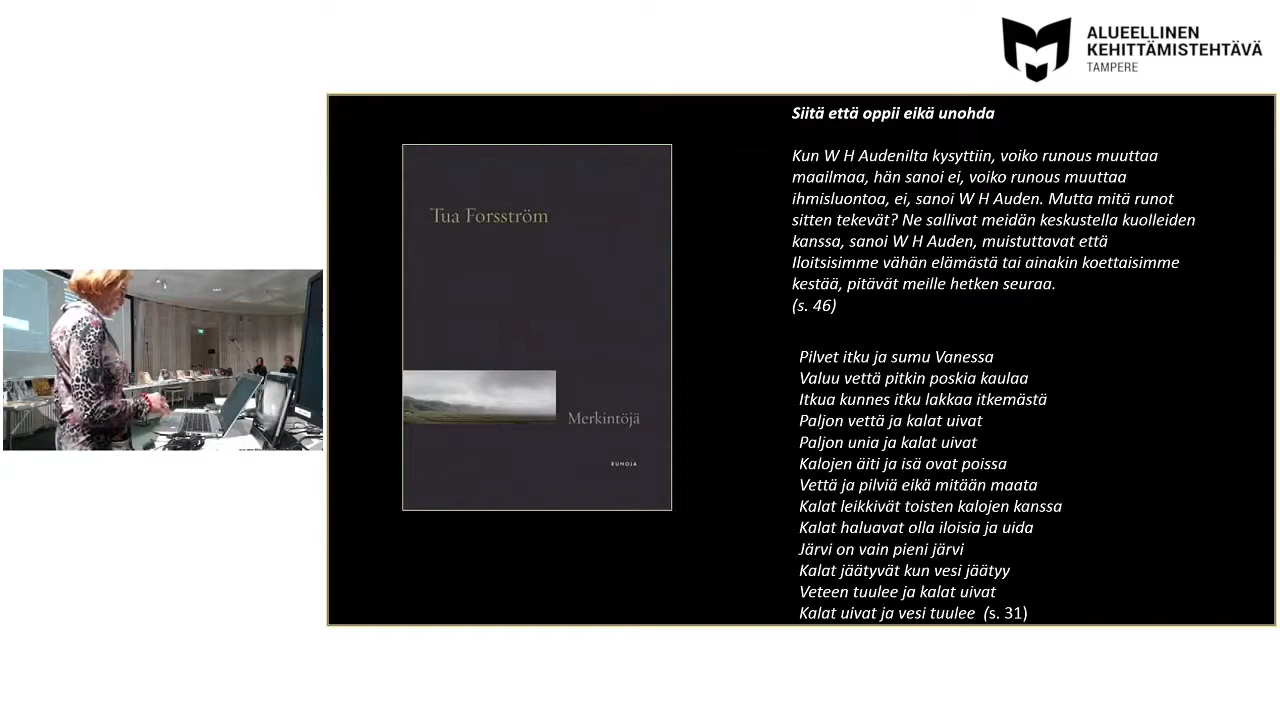 ALUEELLINEN
KEHITTÄMISTEHTÄVÄ
TAMPERE
Tua Forsström
Merkintöjä
RUNOJA
Siitä että oppii eikä unohda
Kun W H Audenilta kysyttiin, voiko runous muuttaa
maailmaa, hän sanoi ei, voiko runous muuttaa
ihmisluontoa, ei, sanoi W H Auden. Mutta mitä runot
sitten tekevät? Ne sallivat meidän keskustella kuolleiden
kanssa, sanoi W H Auden, muistuttavat että
Iloitsisimme vähän elämästä tai ainakin koettaisimme
kestää, pitävät meille hetken seuraa.
(s. 46)
Pilvet itku ja sumu Vanessa
Valuu vettä pitkin poskia kaulaa
Itkua kunnes itku lakkaa itkemästä
Paljon vettä ja kalat uivat
Paljon unia ja kalat uivat
Kalojen äiti ja isä ovat poissa
Vettä ja pilviä eikä mitään maata
Kalat leikkivät toisten kalojen kanssa
Kalat haluavat olla iloisia ja uida
Järvi on vain pieni järvi
Kalat jäätyvät kun vesi jäätyy
Veteen tuulee ja kalat uivat
Kalat uivat ja vesi tuulee (s. 31)